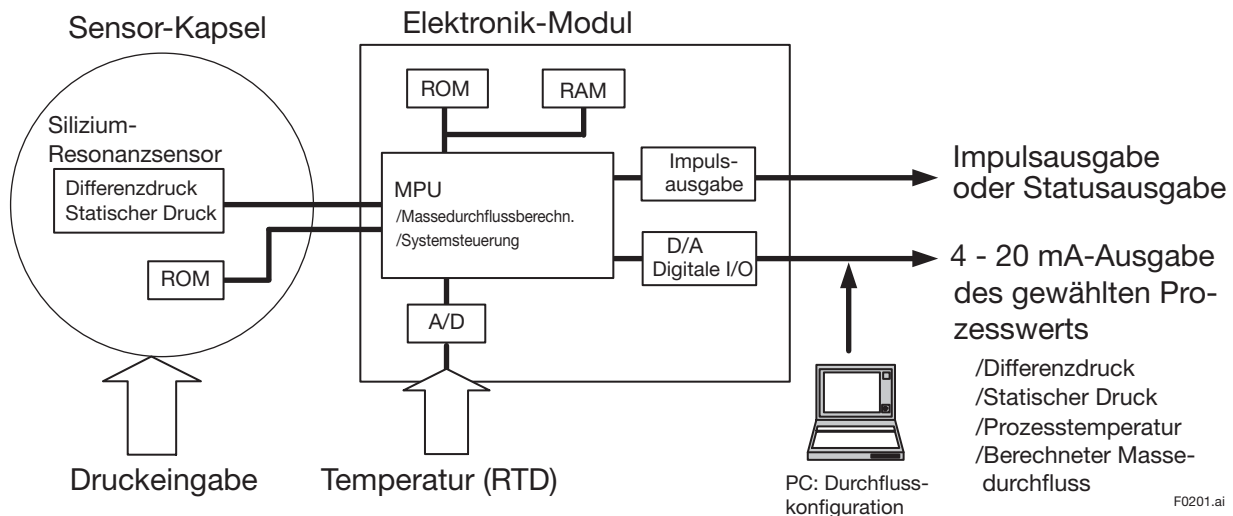 Sensor-Kapsel
Elektronik-Modul
Silizium-
Resonanzsensor
Differenzdruck
Statischer Druck
ROM
ROM
RAM
MPU
/Massedurchflussberechn.
/Systemsteuerung
A/D
Impuls-
ausgabe
D/A
Digitale I/O
Impulsausgabe
oder Statusausgabe
4 - 20 mA-Ausgabe
des gewählten Pro-
zesswerts
/Differenzdruck
/Statischer Druck
/Prozesstemperatur
/Berechneter Masse-
durchfluss
Druckeingabe
Temperatur (RTD)
PC: Durchfluss-
konfiguration
F0201.ai